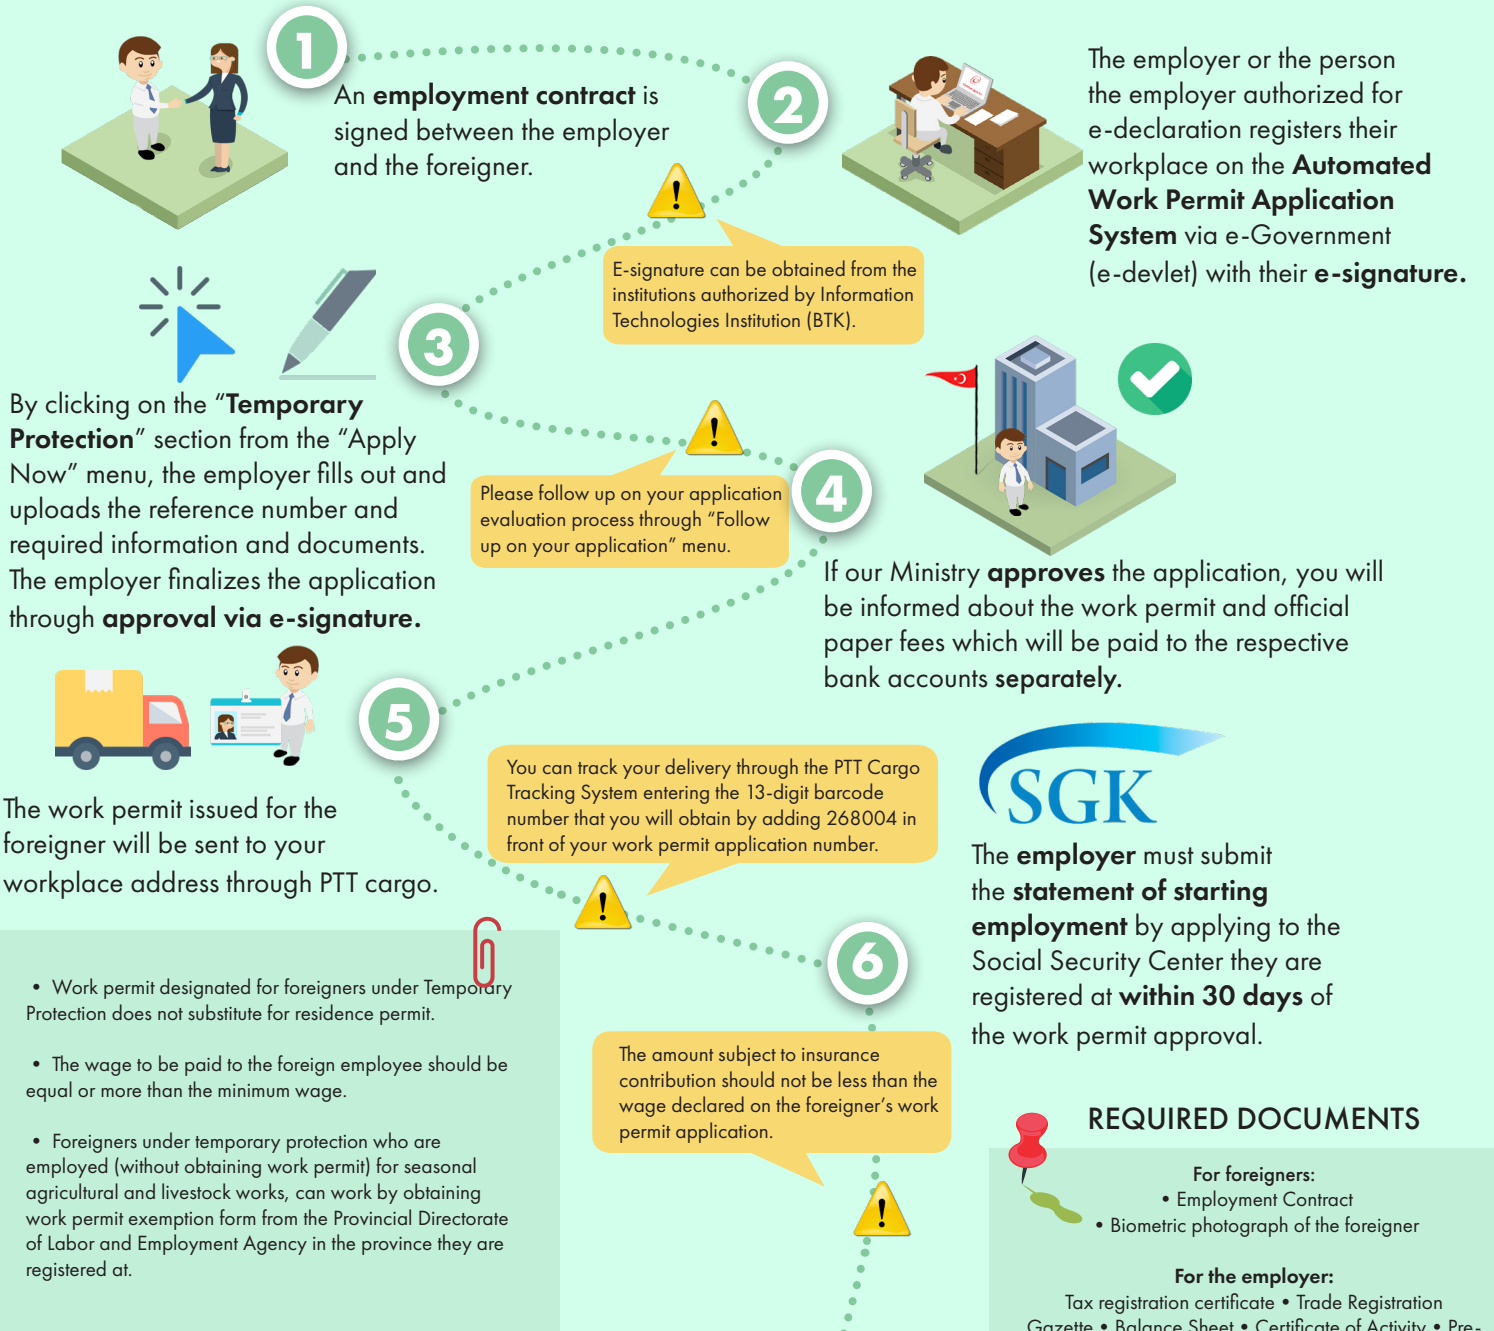 1
An employment contract is
signed between the employer
and the foreigner.
2
The employer or the person
the employer authorized for
e-declaration registers their
workplace on the Automated
Work Permit Application
System via e-Government
(e-devlet) with their e-signature.
!
E-signature can be obtained from the
institutions authorized by Information
Technologies Institution (BTK).
3
By clicking on the “Temporary
Protection” section from the “Apply
Now” menu, the employer fills out and
uploads the reference number and
required information and documents.
The employer finalizes the application
through approval via e-signature.
!
Please follow up on your application
evaluation process through “Follow
up on your application” menu.
4
If our Ministry approves the application, you will
be informed about the work permit and official
paper fees which will be paid to the respective
bank accounts separately.
5
The work permit issued for the
foreigner will be sent to your
workplace address through PTT cargo.
You can track your delivery through the PTT Cargo
Tracking System entering the 13-digit barcode
number that you will obtain by adding 268004 in
front of your work permit application number.
!
6
SGK
The employer must submit
the statement of starting
employment by applying to the
Social Security Center they are
registered at within 30 days of
the work permit approval.
The amount subject to insurance
contribution should not be less than the
wage declared on the foreigner’s work
permit application.
!
• Work permit designated for foreigners under Temporary
Protection does not substitute for residence permit.
• The wage to be paid to the foreign employee should be
equal or more than the minimum wage.
• Foreigners under temporary protection who are
employed (without obtaining work permit) for seasonal
agricultural and livestock works, can work by obtaining
work permit exemption form from the Provincial Directorate
of Labor and Employment Agency in the province they are
registered at.
REQUIRED DOCUMENTS
For foreigners:
• Employment Contract
• Biometric photograph of the foreigner
For the employer:
Tax registration certificate • Trade Registration
Gazette • Balance Sheet • Certificate of Activity • Pre-